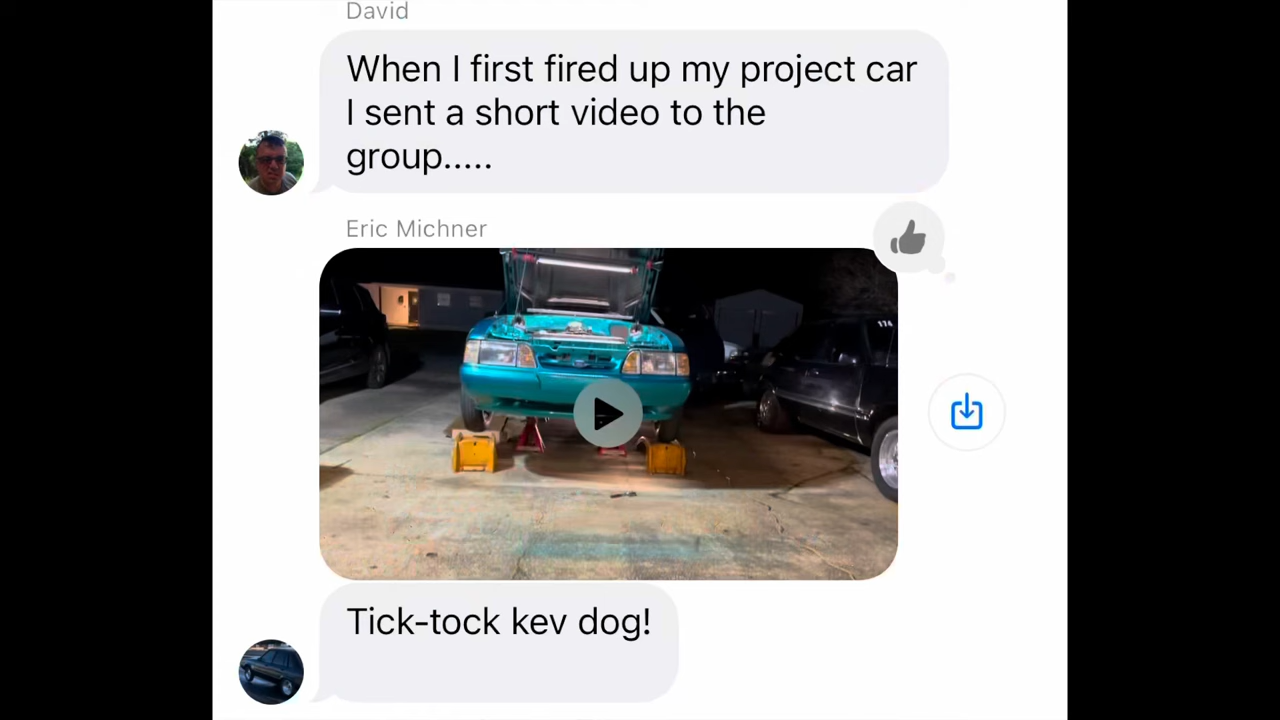 David
When I first fired up my project car
I sent a short video to the
group.....
Eric Michner
174
Tick-tock kev dog!